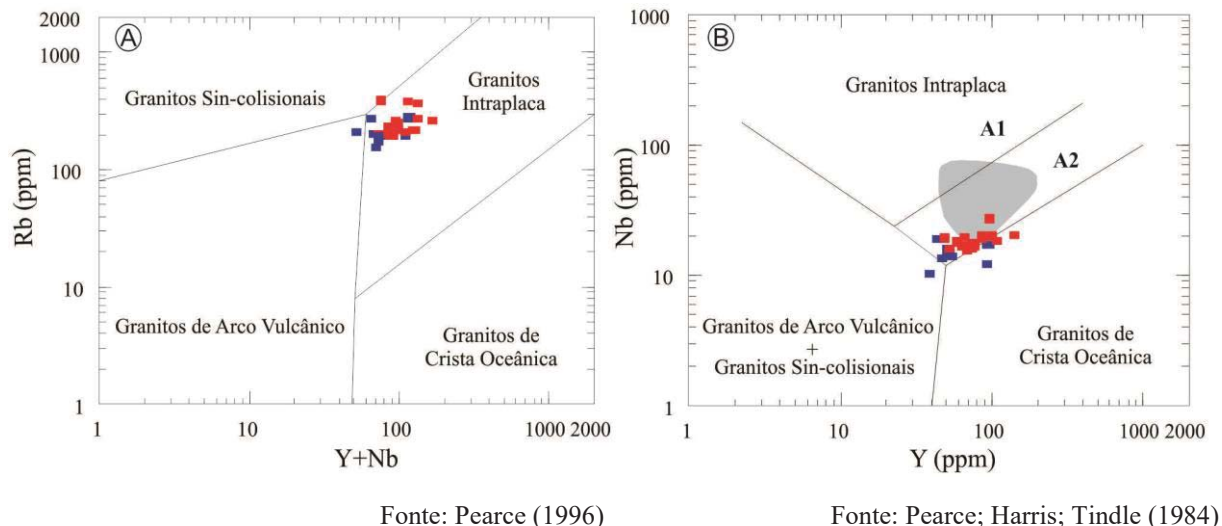 2000
1000
100
10
1
Rb (ppm)
A
Granitos Sin-colisionais
Granitos
Intraplaca
Granitos de Arco Vulcânico
Granitos de
Crista Oceânica
1
10
100
1000 2000
Y+Nb
Fonte: Pearce (1996)
1000
100
10
1
Nb (ppm)
B
Granitos Intraplaca
A1
A2
Granitos de Arco Vulcânico
+
Granitos Sin-colisionais
Granitos de
Crista Oceânica
1
10
100
1000 2000
Y (ppm)
Fonte: Pearce; Harris; Tindle (1984)